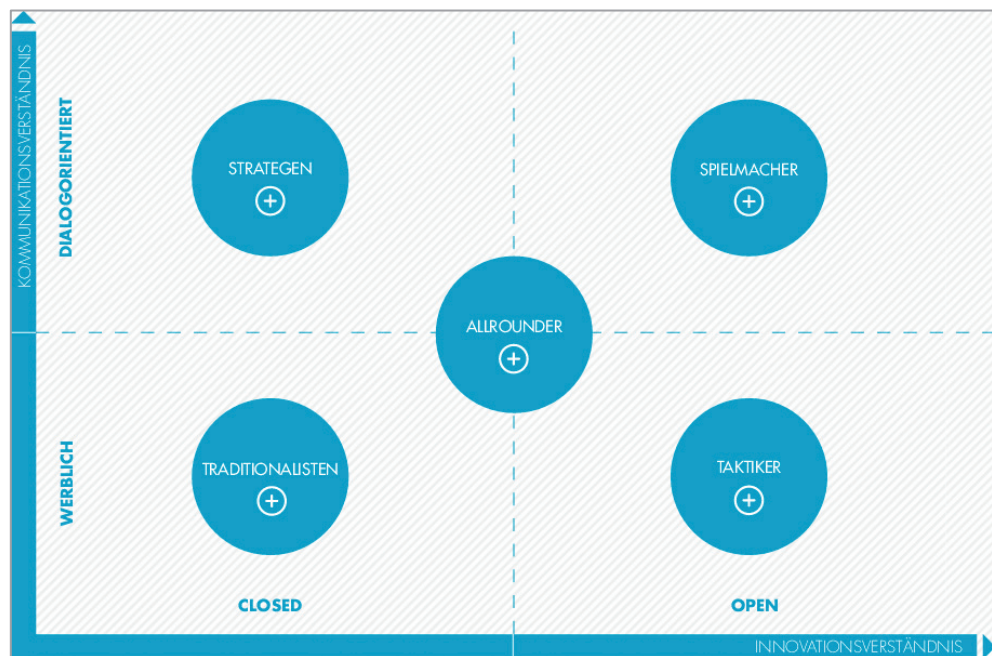 KOMMUNIKATIONSVERSTÄNDNIS
DIALOGORIENTIERT
STRATEGEN
SPIELMACHER
ALLROUNDER
WERBLICH
TRADITIONALISTEN
TAKTIKER
CLOSED
OPEN
INNOVATIONSVERSTÄNDNIS